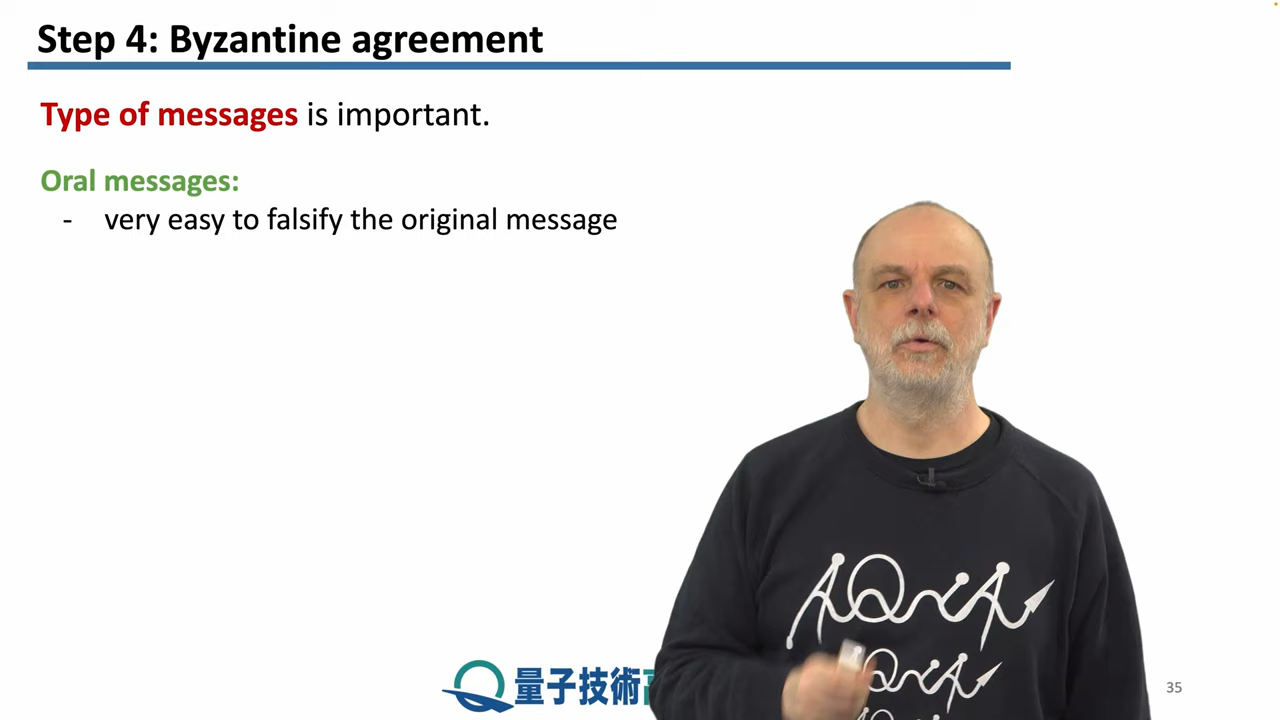 Step 4: Byzantine agreement
Type of messages is important.
Oral messages:
- very easy to falsify the original message
AQUA
量子技術
35